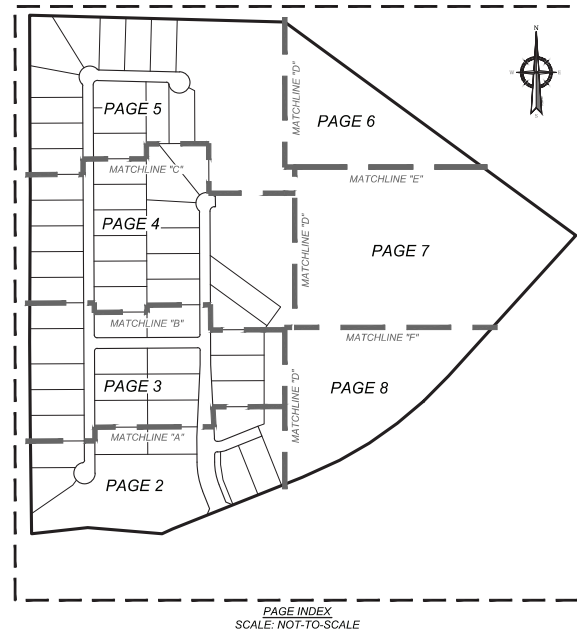 N
W
E
S
MATCHLINE "D"
PAGE 5
PAGE 6
MATCHLINE "C"
MATCHLINE "E"
PAGE 4
MATCHLINE "D"
PAGE 7
MATCHLINE "B"
MATCHLINE "F"
PAGE 3
PAGE 8
MATCHLINE "D"
MATCHLINE "A"
PAGE 2
PAGE INDEX
SCALE: NOT-TO-SCALE